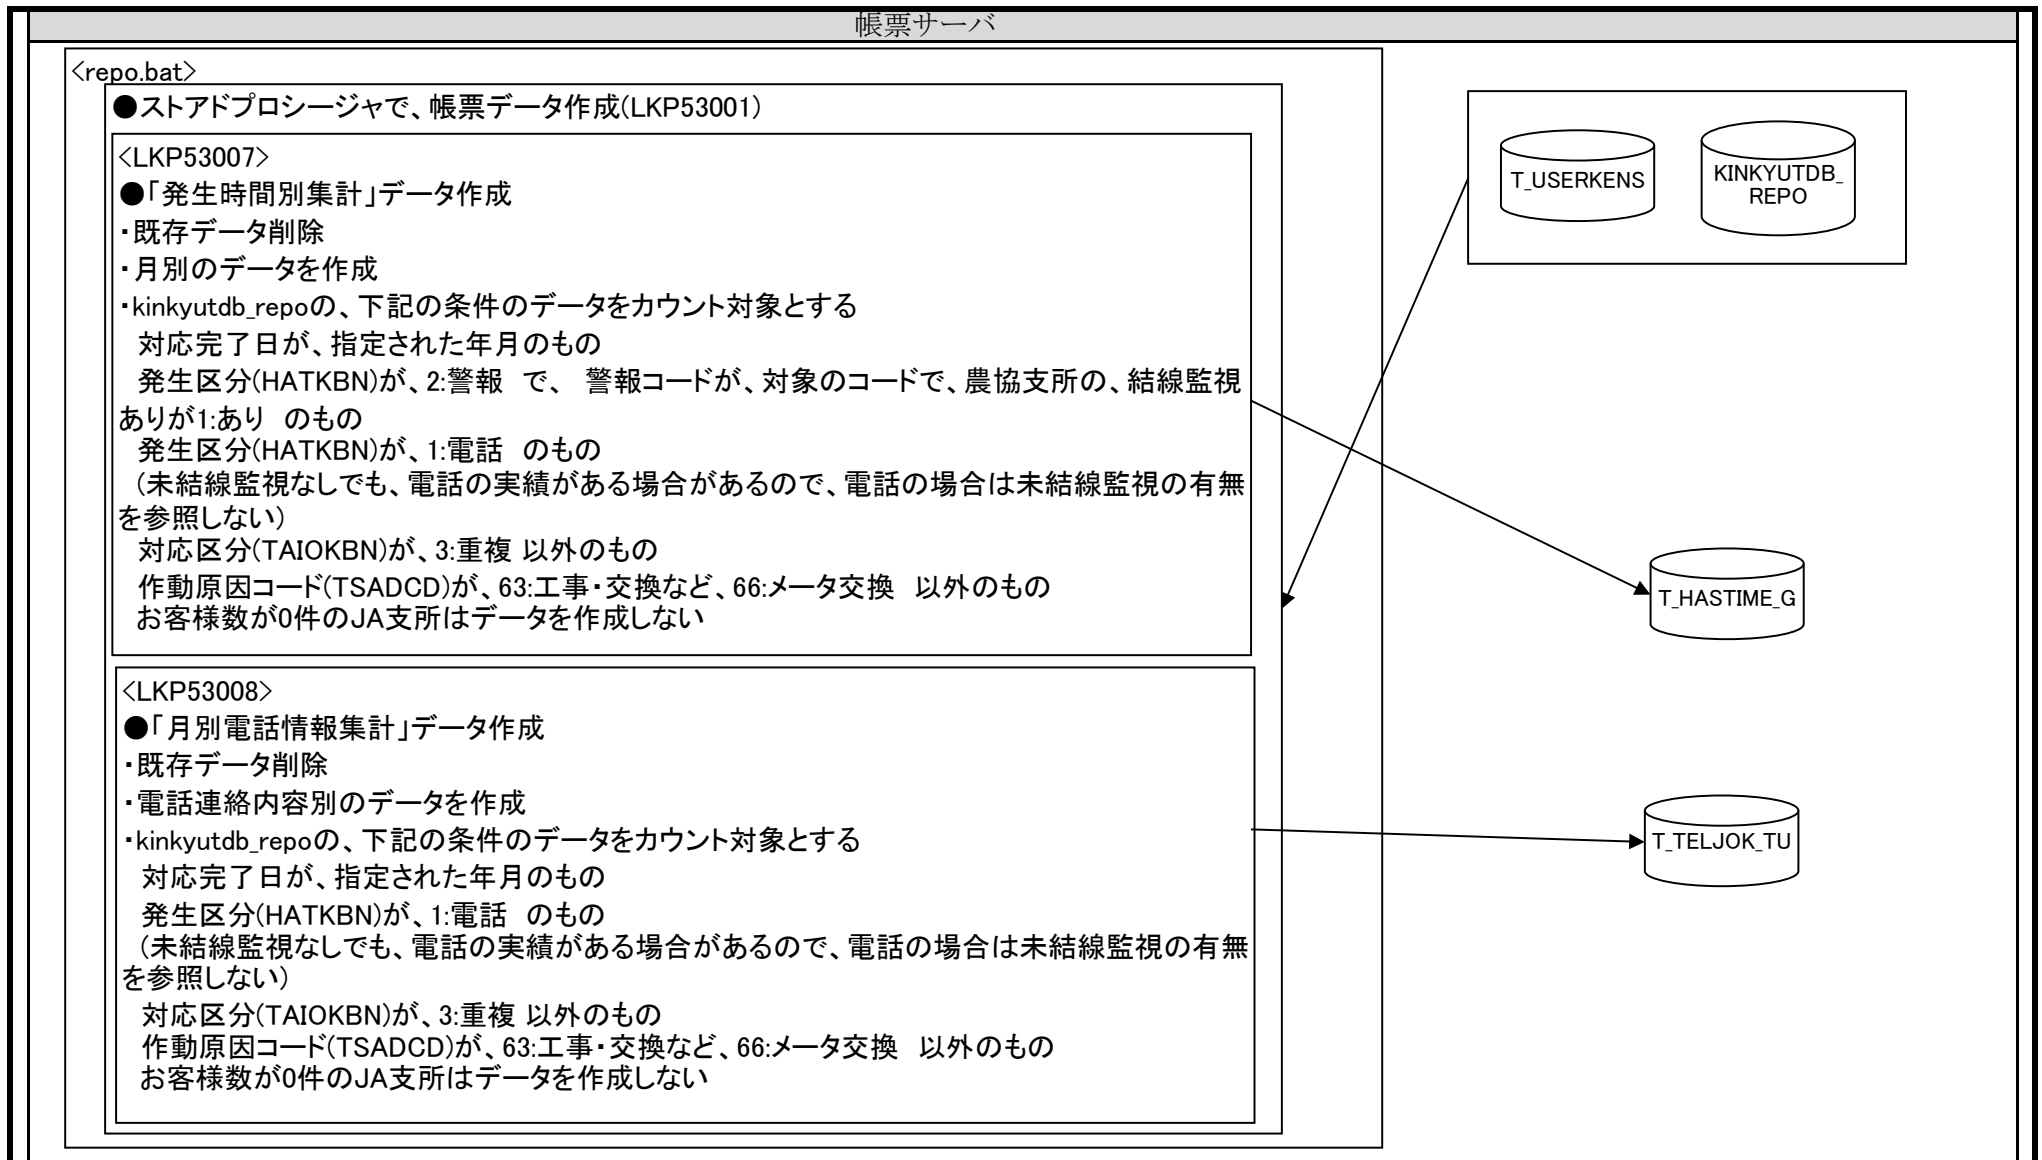 帳票サーバ
<repo.bat>
●ストアドプロシージャで、帳票データ作成(LKP53001)
<LKP53007>
●「発生時間別集計」データ作成
・既存データ削除
・月別のデータを作成
・kinkyutdb_repoの、下記の条件のデータをカウント対象とする
対応完了日が、指定された年月のもの
発生区分(HATKBN)が、2:警報　で、　警報コードが、対象のコードで、農協支所の、結線監視
ありが1:あり　のもの
発生区分(HATKBN)が、1:電話　のもの
(未結線監視なしでも、電話の実績がある場合があるので、電話の場合は未結線監視の有無
を参照しない)
対応区分(TAIOKBN)が、3:重複 以外のもの
作動原因コード(TSADCD)が、63:工事・交換など、66:メータ交換　以外のもの
お客様数が0件のJA支所はデータを作成しない
<LKP53008>
●「月別電話情報集計」データ作成
・既存データ削除
・電話連絡内容別のデータを作成
・kinkyutdb_repoの、下記の条件のデータをカウント対象とする
対応完了日が、指定された年月のもの
発生区分(HATKBN)が、1:電話　のもの
(未結線監視なしでも、電話の実績がある場合があるので、電話の場合は未結線監視の有無
を参照しない)
対応区分(TAIOKBN)が、3:重複 以外のもの
作動原因コード(TSADCD)が、63:工事・交換など、66:メータ交換　以外のもの
お客様数が0件のJA支所はデータを作成しない
T_USERKENS
KINKYUTDB_
REPO
T_HASTIME_G
T_TELJOK_TU